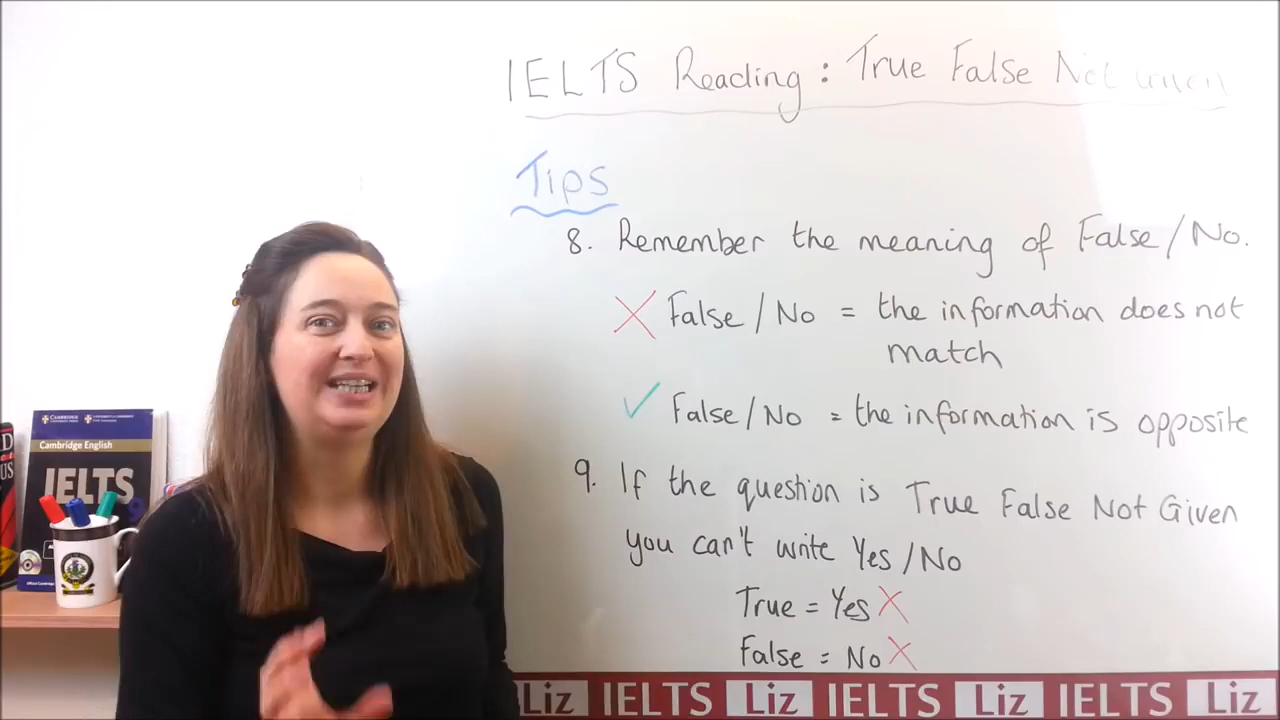 IELTS Reading : True False Not Given
Tips
8. Remember the meaning of False/No.
✗ False/No = the information does not
match
✓ False/No = the information is opposite
9. If the question is True False Not Given
you can't write Yes/No
True = Yes ✗
False = No ✗
Liz IELTS Liz IELTS Liz IELTS Liz
Cambridge English
IELTS